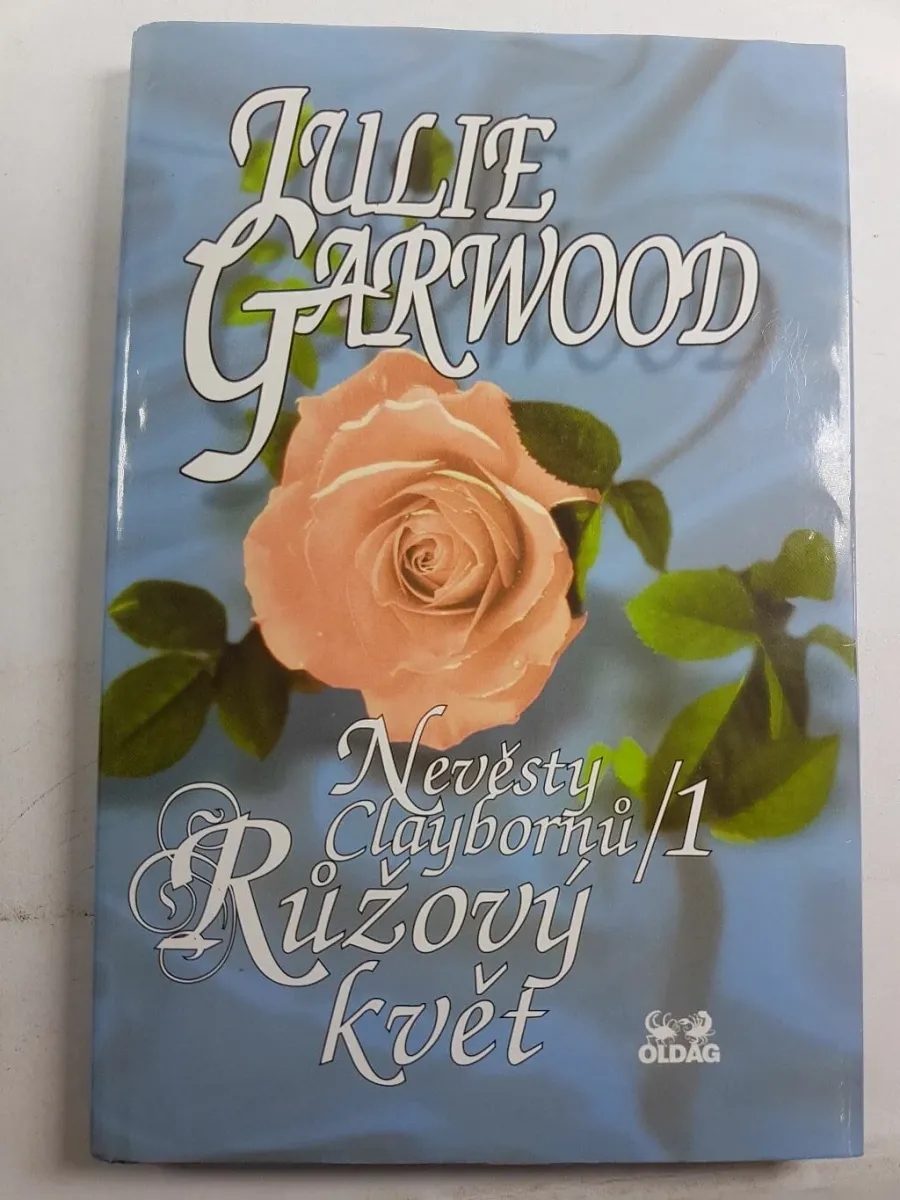 JULIE
GARWOOD
Nevěsty
Claybornů /1
Růžový
květ
OLDAG